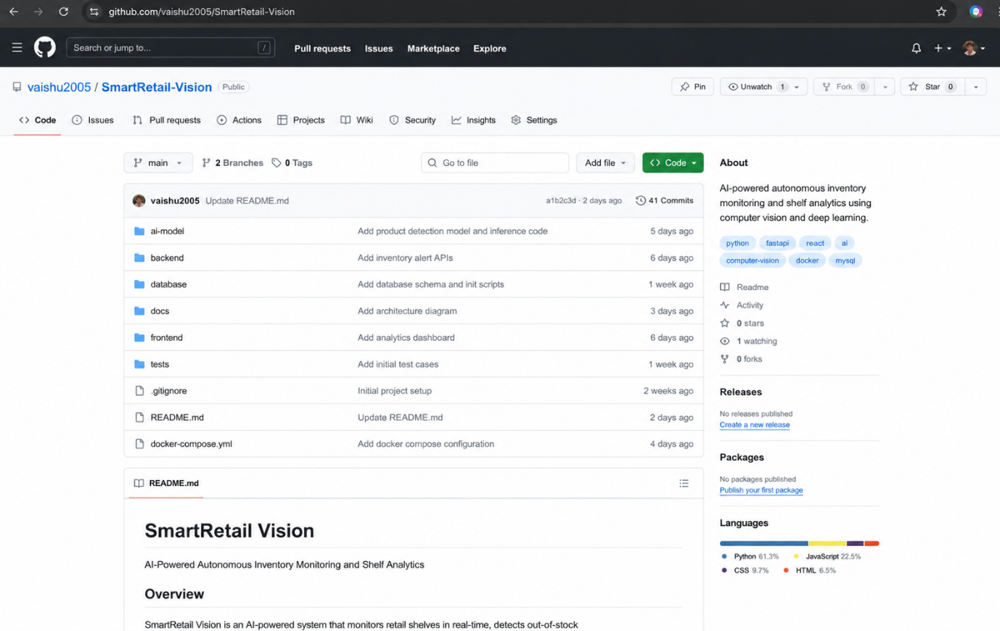 github.com/vaishu2005/SmartRetail-Vision
Search or jump to... /
Pull requests Issues Marketplace Explore
vaishu2005 / SmartRetail-Vision Public
Pin Unwatch 1 Fork 0 Star 0
Code Issues Pull requests Actions Projects Wiki Security Insights Settings
main 2 Branches 0 Tags Go to file Add file Code
vaishu2005 Update README.md a1b2c3d · 2 days ago 41 Commits
ai-model Add product detection model and inference code 5 days ago
backend Add inventory alert APIs 6 days ago
database Add database schema and init scripts 1 week ago
docs Add architecture diagram 3 days ago
frontend Add analytics dashboard 6 days ago
tests Add initial test cases 1 week ago
.gitignore Initial project setup 2 weeks ago
README.md Update README.md 2 days ago
docker-compose.yml Add docker compose configuration 4 days ago
README.md
SmartRetail Vision
AI-Powered Autonomous Inventory Monitoring and Shelf Analytics
Overview
SmartRetail Vision is an AI-powered system that monitors retail shelves in real-time, detects out-of-stock
About
AI-powered autonomous inventory
monitoring and shelf analytics using
computer vision and deep learning.
python fastapi react ai
computer-vision docker mysql
Readme
Activity
0 stars
1 watching
0 forks
Releases
No releases published
Create a new release
Packages
No packages published
Publish your first package
Languages
Python 61.3% JavaScript 22.5%
CSS 9.7% HTML 6.5%